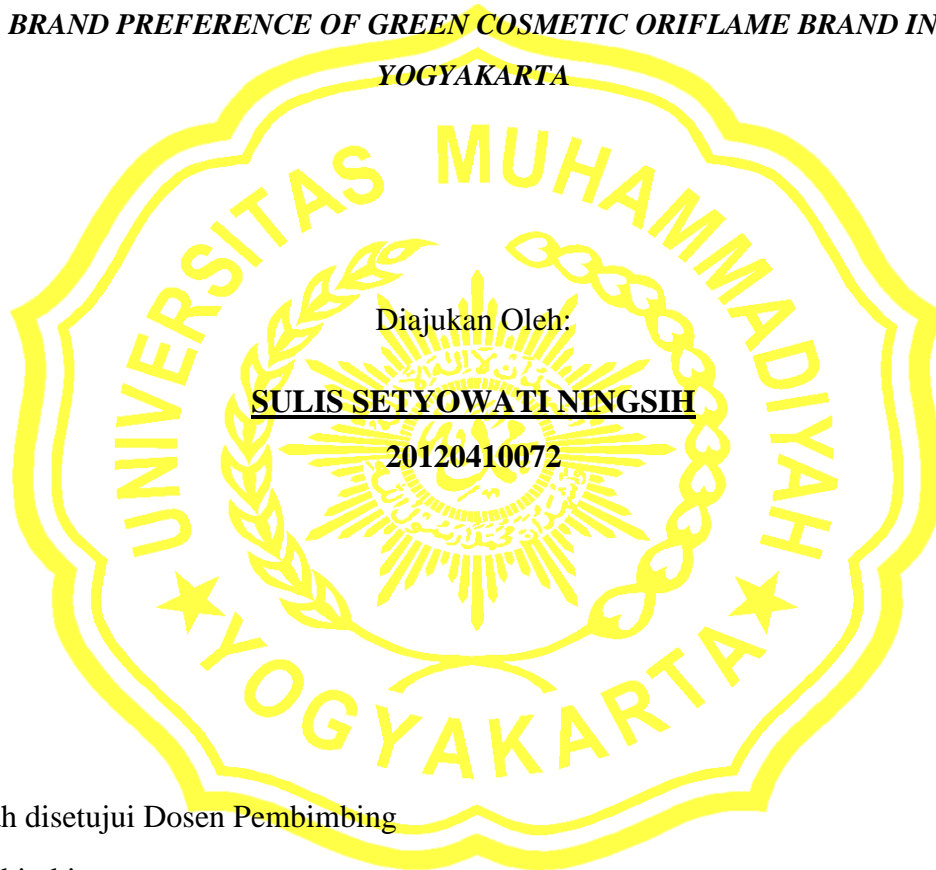 BRAND PREFERENCE OF GREEN COSMETIC ORIFLAME BRAND IN
YOGYAKARTA
UNIVERSITAS MUHAMMADIYAH
Diajukan Oleh:
SULIS SETYOWATI NINGSIH
20120410072
YOGYAKARTA
disetujui Dosen Pembimbing